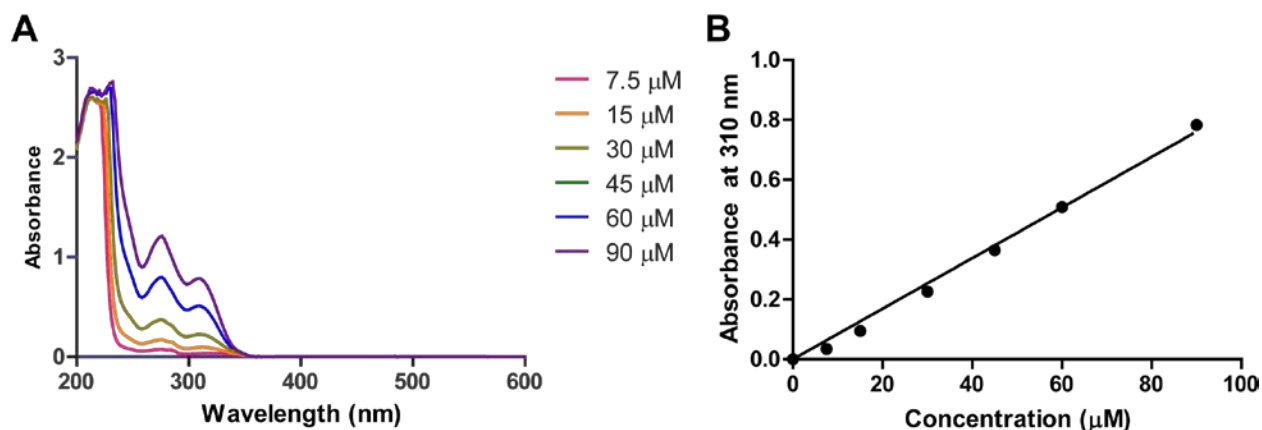 A
Absorbance
3
2
1
0
200
300
400
500
600
Wavelength (nm)
7.5 μM
15 μM
30 μM
45 μM
60 μM
90 μM
B
Absorbance at 310 nm
1.0
0.8
0.6
0.4
0.2
0.0
0
20
40
60
80
100
Concentration (μM)